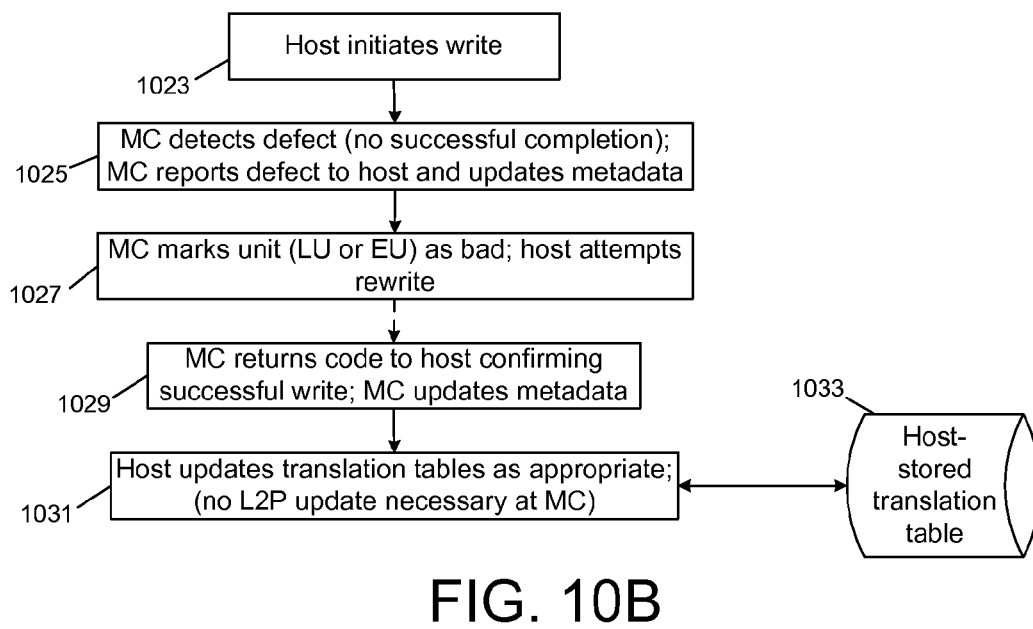 Host initiates write
1023
MC detects defect (no successful completion);
MC reports defect to host and updates metadata
1025
MC marks unit (LU or EU) as bad; host attempts
rewrite
1027
MC returns code to host confirming
successful write; MC updates metadata
1029
1033
Host-
stored
translation
table
Host updates translation tables as appropriate;
(no L2P update necessary at MC)
1031
FIG. 10B